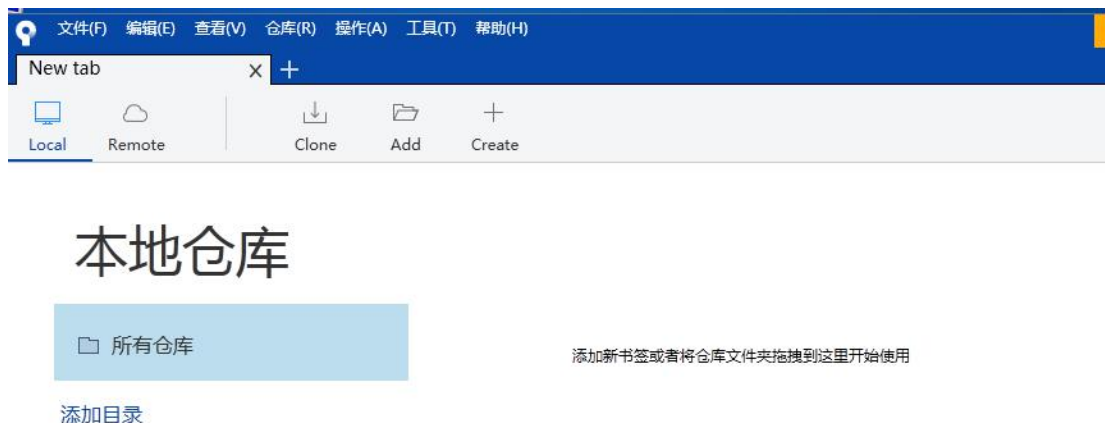 文件(F) 编辑(E) 查看(V) 仓库(R) 操作(A) 工具(T) 帮助(H)
New tab
Local Remote Clone Add Create
本地仓库
所有仓库
添加新书签或者将仓库文件夹拖拽到这里开始使用
添加目录